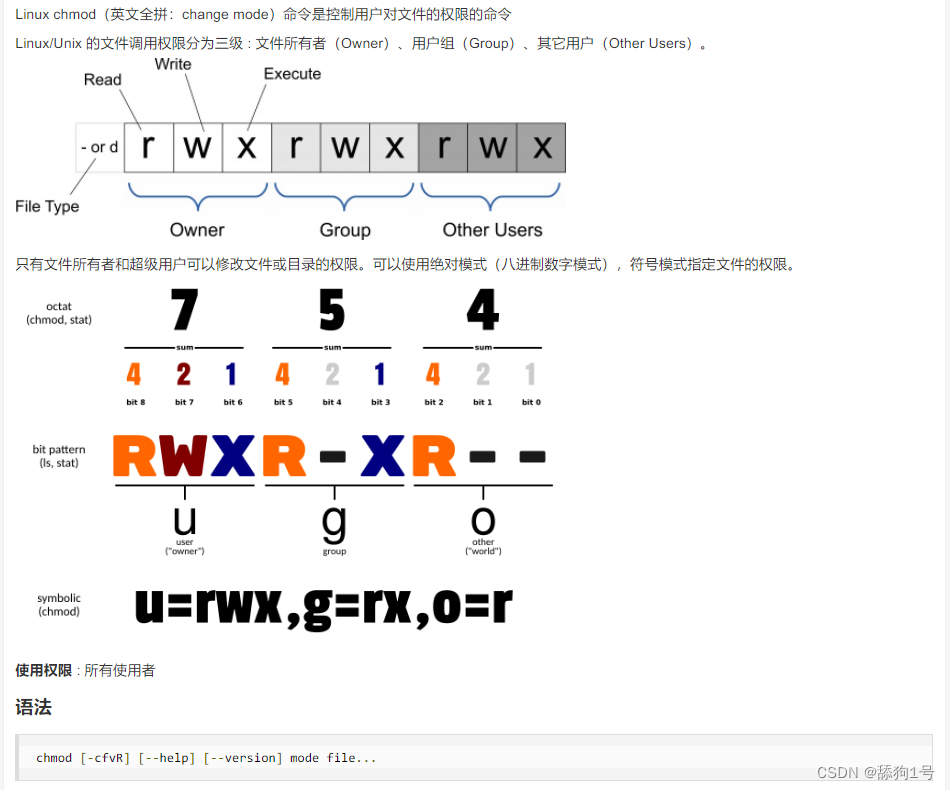 Linux chmod（英文全拼：change mode）命令是控制用户对文件的权限的命令
Linux/Unix 的文件调用权限分为三级 : 文件所有者（Owner）、用户组（Group）、其它用户（Other Users）。
Write
Read
Execute
- or d r w x r w x r w x
File Type
Owner Group Other Users
只有文件所有者和超级用户可以修改文件或目录的权限。可以使用绝对模式（八进制数字模式），符号模式指定文件的权限。
octat
(chmod, stat)
7 5 4
sum sum sum
4 2 1 4 2 1 4 2 1
bit 8 bit 7 bit 6 bit 5 bit 4 bit 3 bit 2 bit 1 bit 0
bit pattern
(ls, stat)
RWXR-XR--
u g o
user group other
("owner") ("world")
symbolic
(chmod)
u=rwx,g=rx,o=r
使用权限 : 所有使用者
语法
chmod [-cfvR] [--help] [--version] mode file...
CSDN @舔狗1号